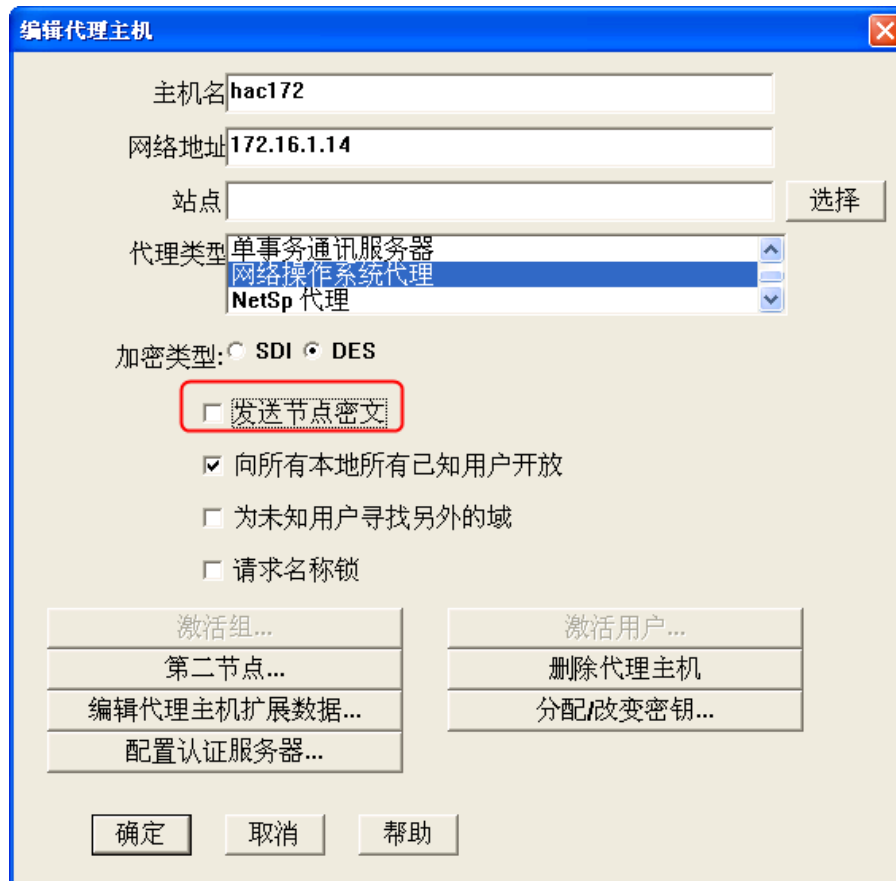 编辑代理主机
主机名 hac172
网络地址 172.16.1.14
站点 选择
代理类型 单事务通讯服务器
网络操作系统代理
NetSp 代理
加密类型: SDI DES
发送节点密文
向所有本地所有已知用户开放
为未知用户寻找另外的域
请求名称锁
激活组... 激活用户...
第二节点... 删除代理主机
编辑代理主机扩展数据... 分配/改变密钥...
配置认证服务器...
确定 取消 帮助